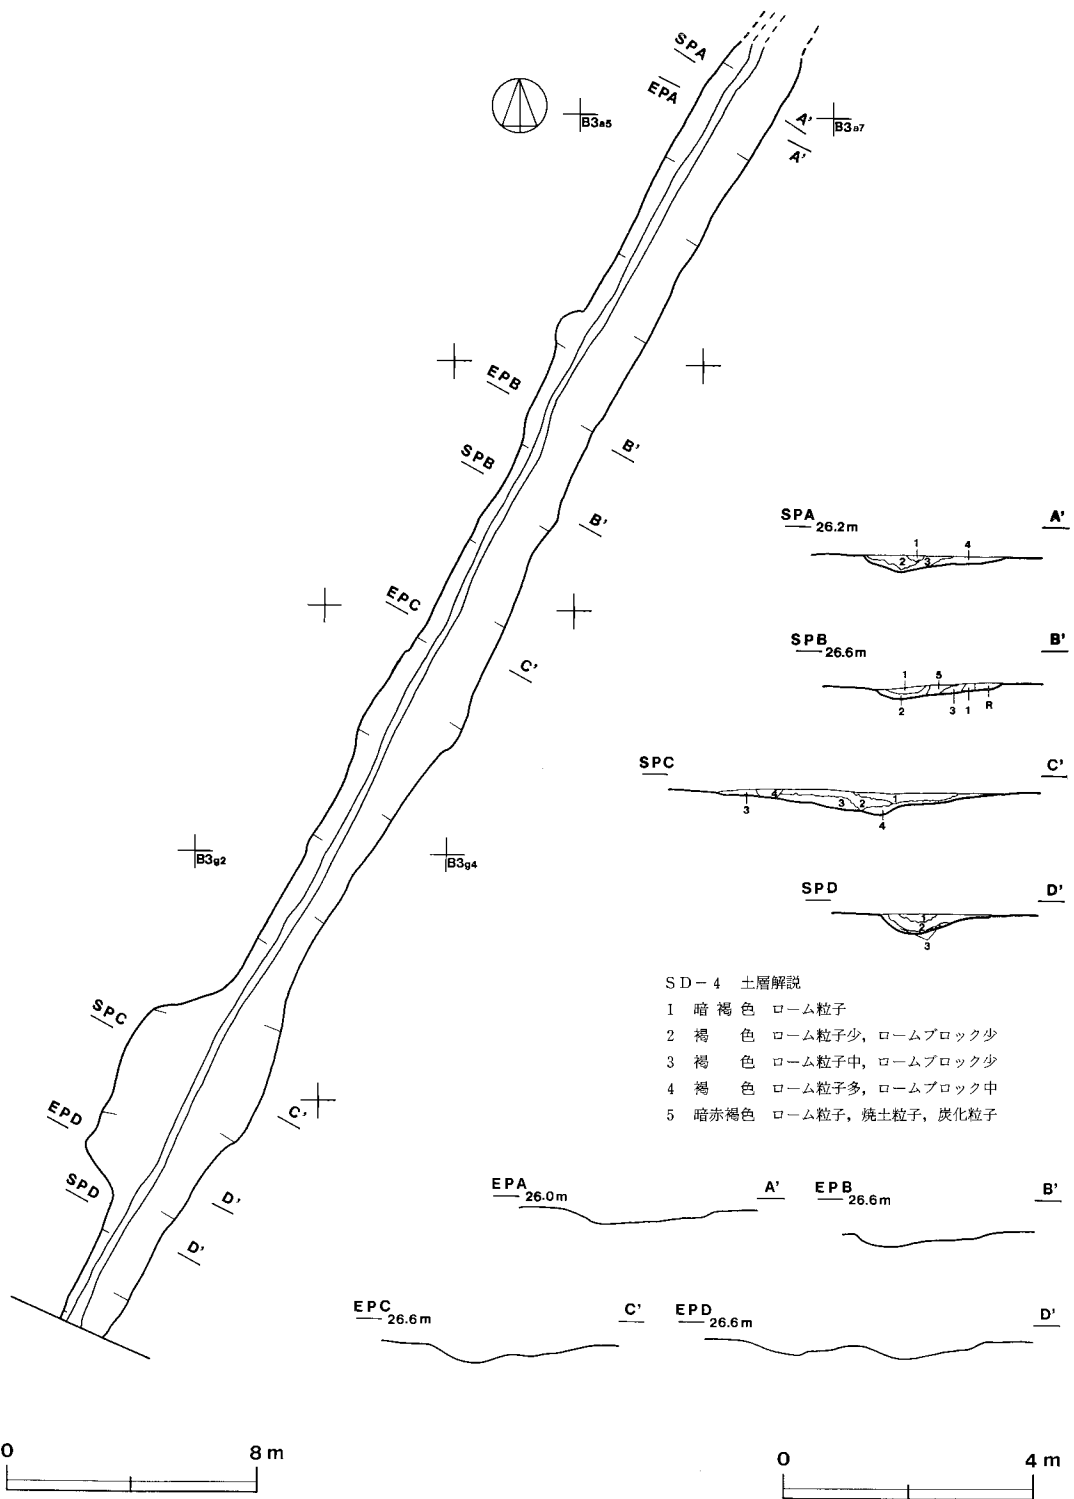 SPA
EPA
B3a5
A'
B3a7
A'
EPB
SPB
B'
B'
EPC
C'
B3g2
B3g4
SPC
EPD
C'
SPD
D'
D'
SPA 26.2m A'
1 4
2 3
SPB 26.6m B'
1 5
2 3 1 R
SPC C'
4 3 2 1
3 4
SPD D'
1
2
3
SD-4 土層解説
1 暗褐色 ローム粒子
2 褐色 ローム粒子少，ロームブロック少
3 褐色 ローム粒子中，ロームブロック少
4 褐色 ローム粒子多，ロームブロック中
5 暗赤褐色 ローム粒子，焼土粒子，炭化粒子
EPA 26.0m A'
EPB 26.6m B'
EPC 26.6m C'
EPD 26.6m D'
0 8m
0 4m